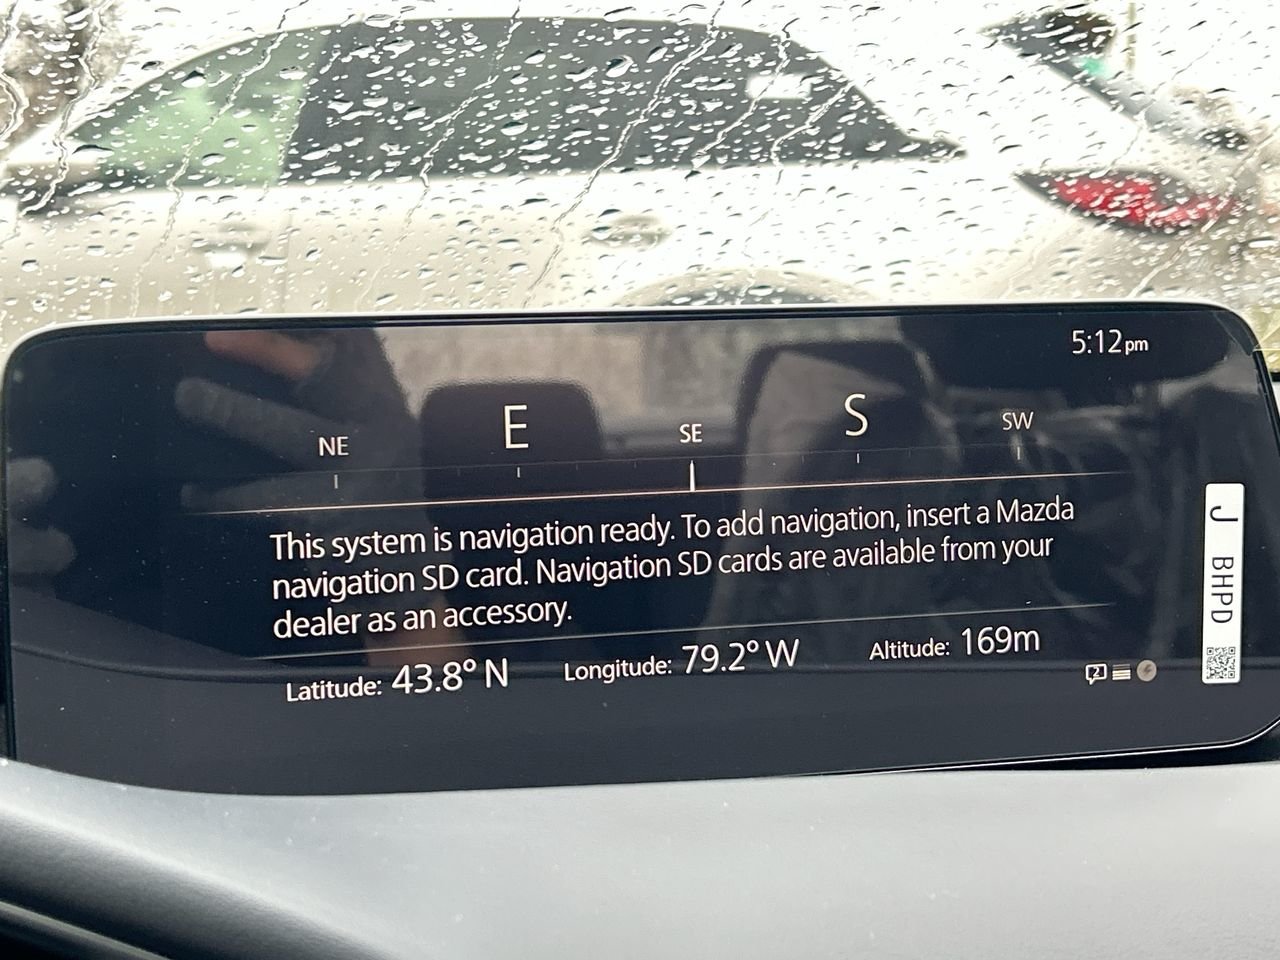 5:12pm
NE E SE S SW
This system is navigation ready. To add navigation, insert a Mazda
navigation SD card. Navigation SD cards are available from your
dealer as an accessory.
Latitude: 43.8° N Longitude: 79.2° W Altitude: 169m
2
J BHPD